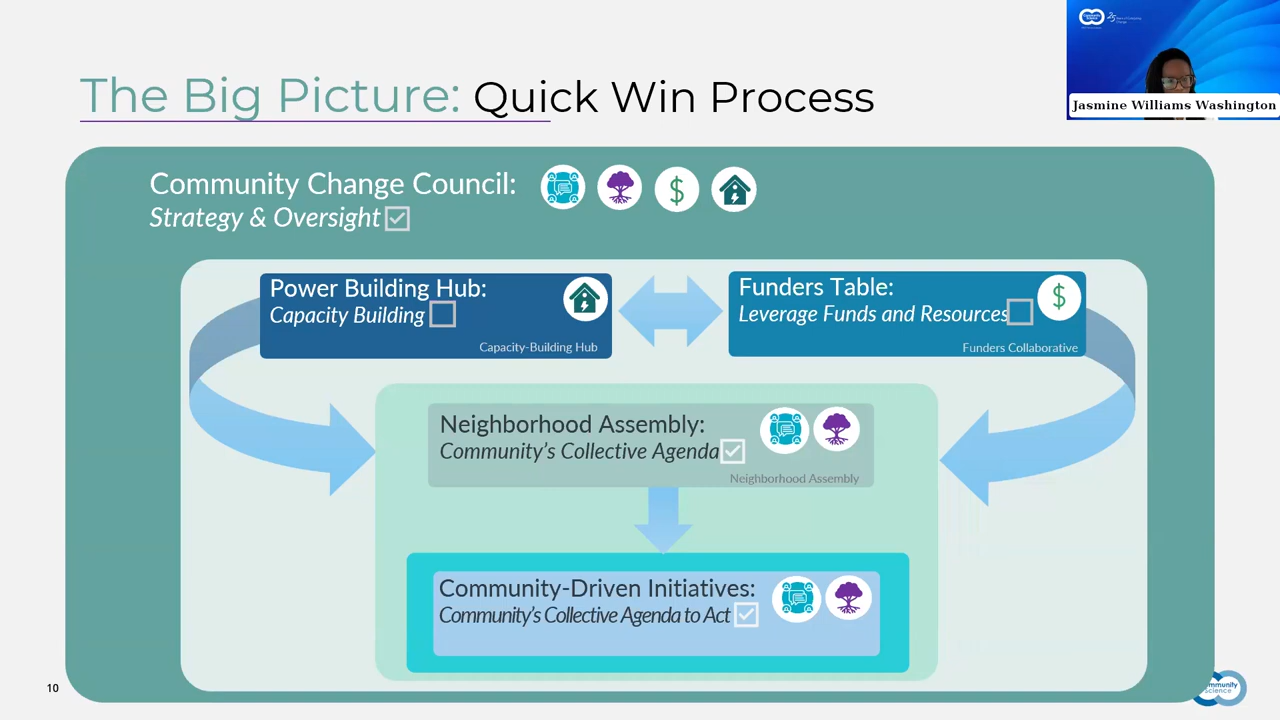 The Big Picture: Quick Win Process
Jasmine Williams Washington
Community Change Council:
Strategy & Oversight
Power Building Hub:
Capacity Building
Capacity-Building Hub
Funders Table:
Leverage Funds and Resources
$
Funders Collaborative
Neighborhood Assembly:
Community's Collective Agenda
Neighborhood Assembly
Community-Driven Initiatives:
Community's Collective Agenda to Act
10
Science